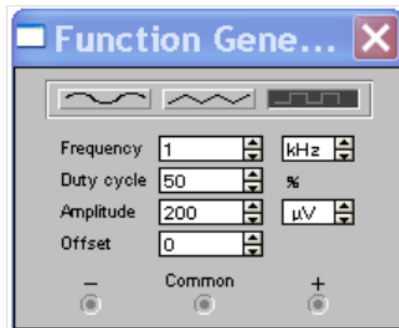 Function Gene...
Frequency 1 kHz
Duty cycle 50 %
Amplitude 200 µV
Offset 0
− Common +